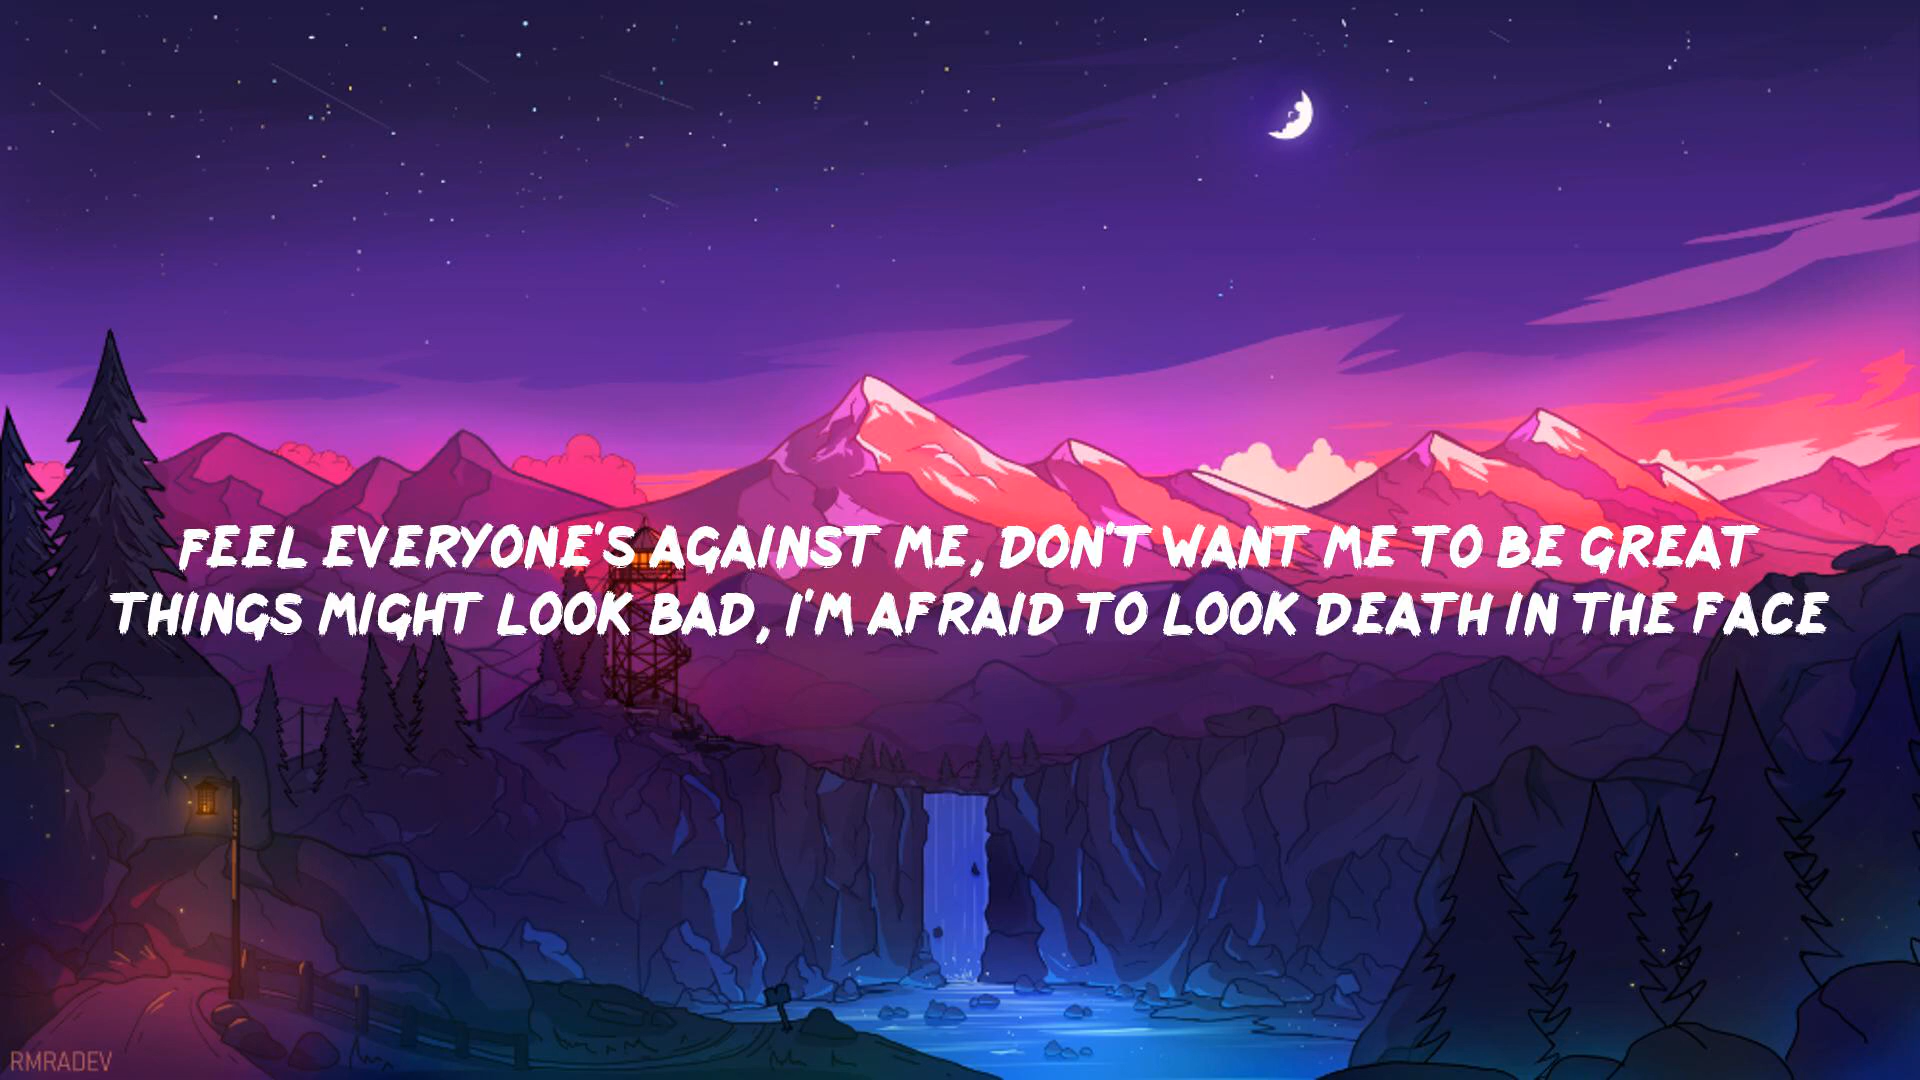 FEEL EVERYONE'S AGAINST ME, DON'T WANT ME TO BE GREAT
THINGS MIGHT LOOK BAD, I'M AFRAID TO LOOK DEATH IN THE FACE
RMRADEV